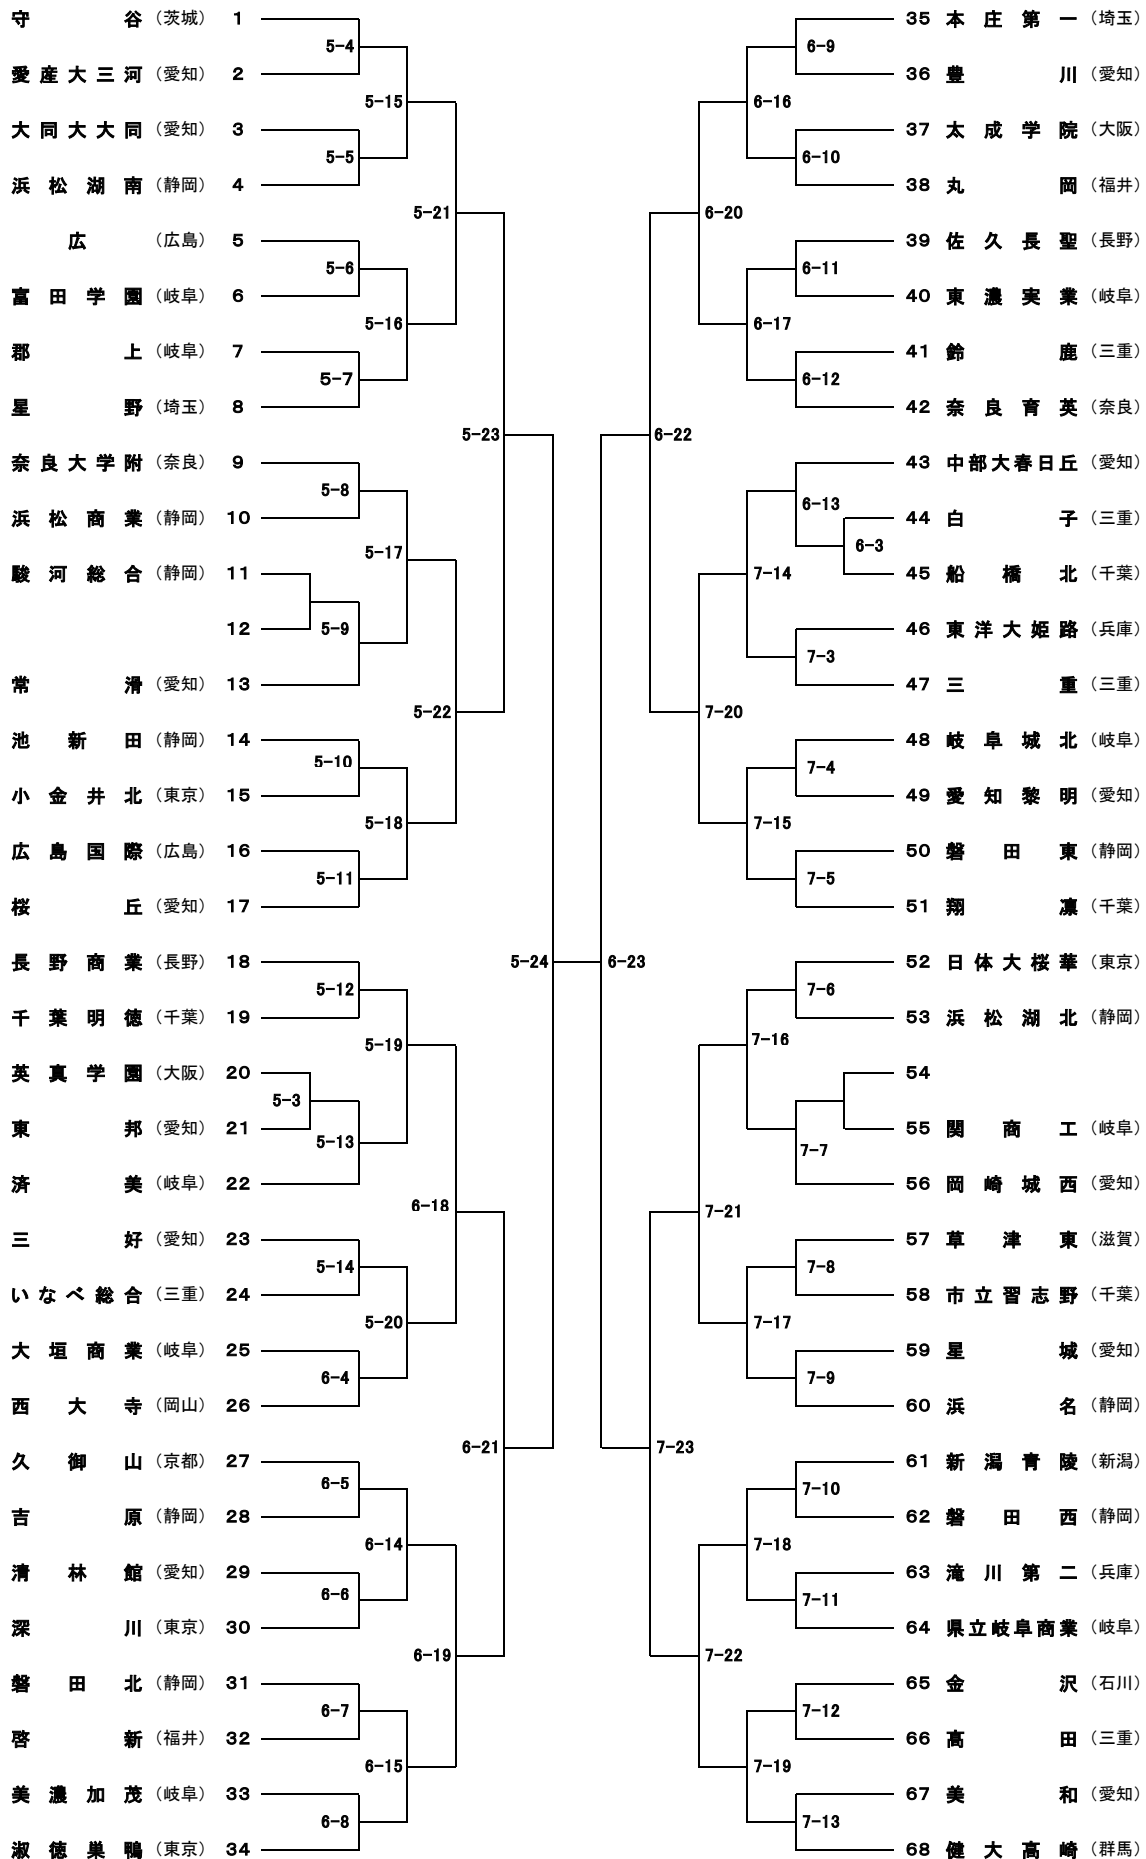 守谷（茨城） 1
5-4
愛産大三河（愛知） 2
5-15
大同大大同（愛知） 3
5-5
浜松湖南（静岡） 4
5-21
広（広島） 5
5-6
富田学園（岐阜） 6
5-16
郡上（岐阜） 7
5-7
星野（埼玉） 8
5-23
奈良大学附（奈良） 9
5-8
浜松商業（静岡） 10
5-17
駿河総合（静岡） 11
12 5-9
常滑（愛知） 13
5-22
池新田（静岡） 14
5-10
小金井北（東京） 15
5-18
広島国際（広島） 16
5-11
桜丘（愛知） 17
長野商業（長野） 18
5-24
5-12
千葉明徳（千葉） 19
5-19
英真学園（大阪） 20
5-3
東邦（愛知） 21
5-13
済美（岐阜） 22
6-18
三好（愛知） 23
5-14
いなべ総合（三重） 24
5-20
大垣商業（岐阜） 25
6-4
西大寺（岡山） 26
6-21
久御山（京都） 27
6-5
吉原（静岡） 28
6-14
清林館（愛知） 29
6-6
深川（東京） 30
6-19
磐田北（静岡） 31
6-7
啓新（福井） 32
6-15
美濃加茂（岐阜） 33
6-8
淑徳巣鴨（東京） 34
35 本庄第一（埼玉）
6-9
36 豊川（愛知）
6-16
37 太成学院（大阪）
6-10
38 丸岡（福井）
6-20
39 佐久長聖（長野）
6-11
40 東濃実業（岐阜）
6-17
41 鈴鹿（三重）
6-12
42 奈良育英（奈良）
6-22
43 中部大春日丘（愛知）
6-13
44 白子（三重）
6-3
45 船橋北（千葉）
7-14
46 東洋大姫路（兵庫）
7-3
47 三重（三重）
7-20
48 岐阜城北（岐阜）
7-4
49 愛知黎明（愛知）
7-15
50 磐田東（静岡）
7-5
51 翔凛（千葉）
6-23
52 日体大桜華（東京）
7-6
53 浜松湖北（静岡）
7-16
54
55 関商工（岐阜）
7-7
56 岡崎城西（愛知）
7-21
57 草津東（滋賀）
7-8
58 市立習志野（千葉）
7-17
59 星城（愛知）
7-9
60 浜名（静岡）
7-23
61 新潟青陵（新潟）
7-10
62 磐田西（静岡）
7-18
63 滝川第二（兵庫）
7-11
64 県立岐阜商業（岐阜）
7-22
65 金沢（石川）
7-12
66 高田（三重）
7-19
67 美和（愛知）
7-13
68 健大高崎（群馬）